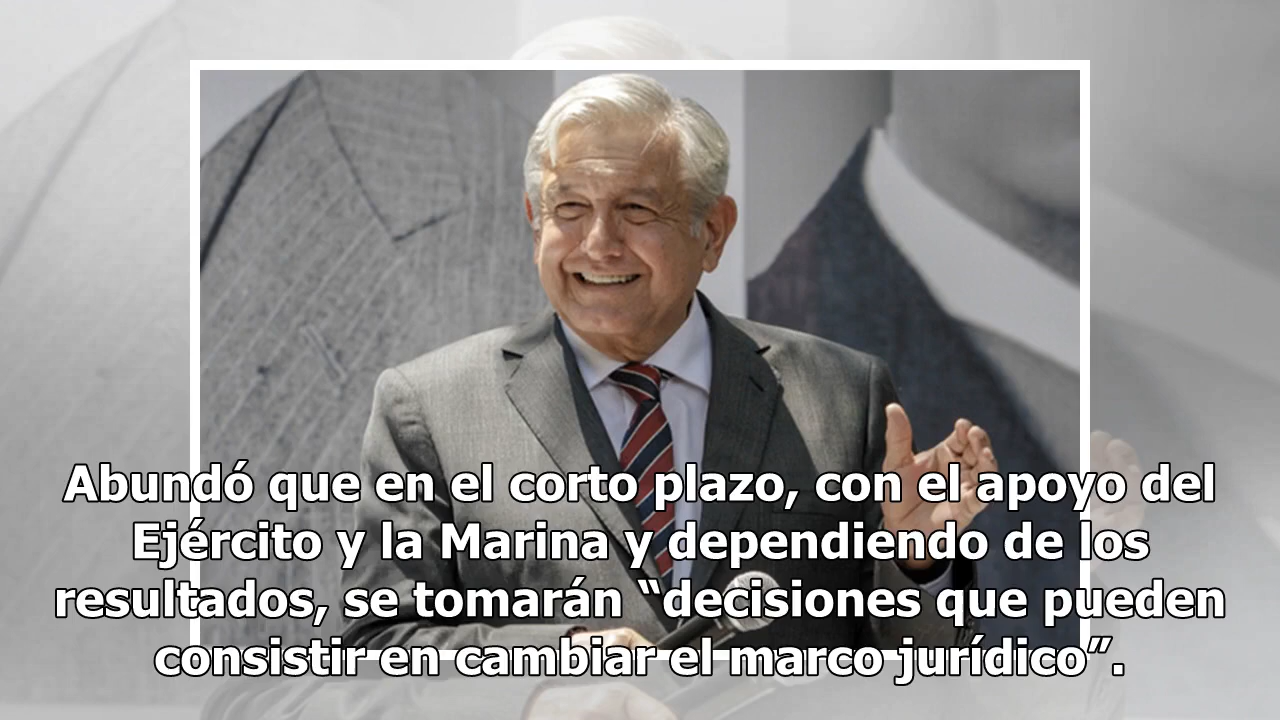 Abundó que en el corto plazo, con el apoyo del
Ejército y la Marina y dependiendo de los
resultados, se tomarán “decisiones que pueden
consistir en cambiar el marco jurídico”.